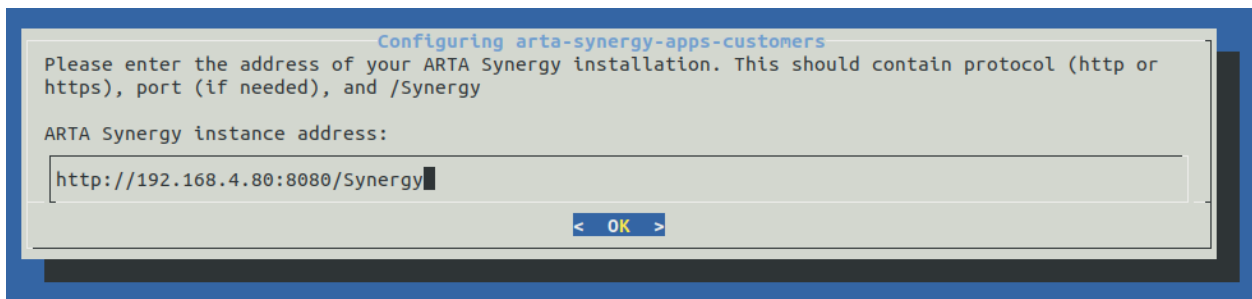 Configuring arta-synergy-apps-customers
Please enter the address of your ARTA Synergy installation. This should contain protocol (http or
https), port (if needed), and /Synergy
ARTA Synergy instance address:
http://192.168.4.80:8080/Synergy
< OK >